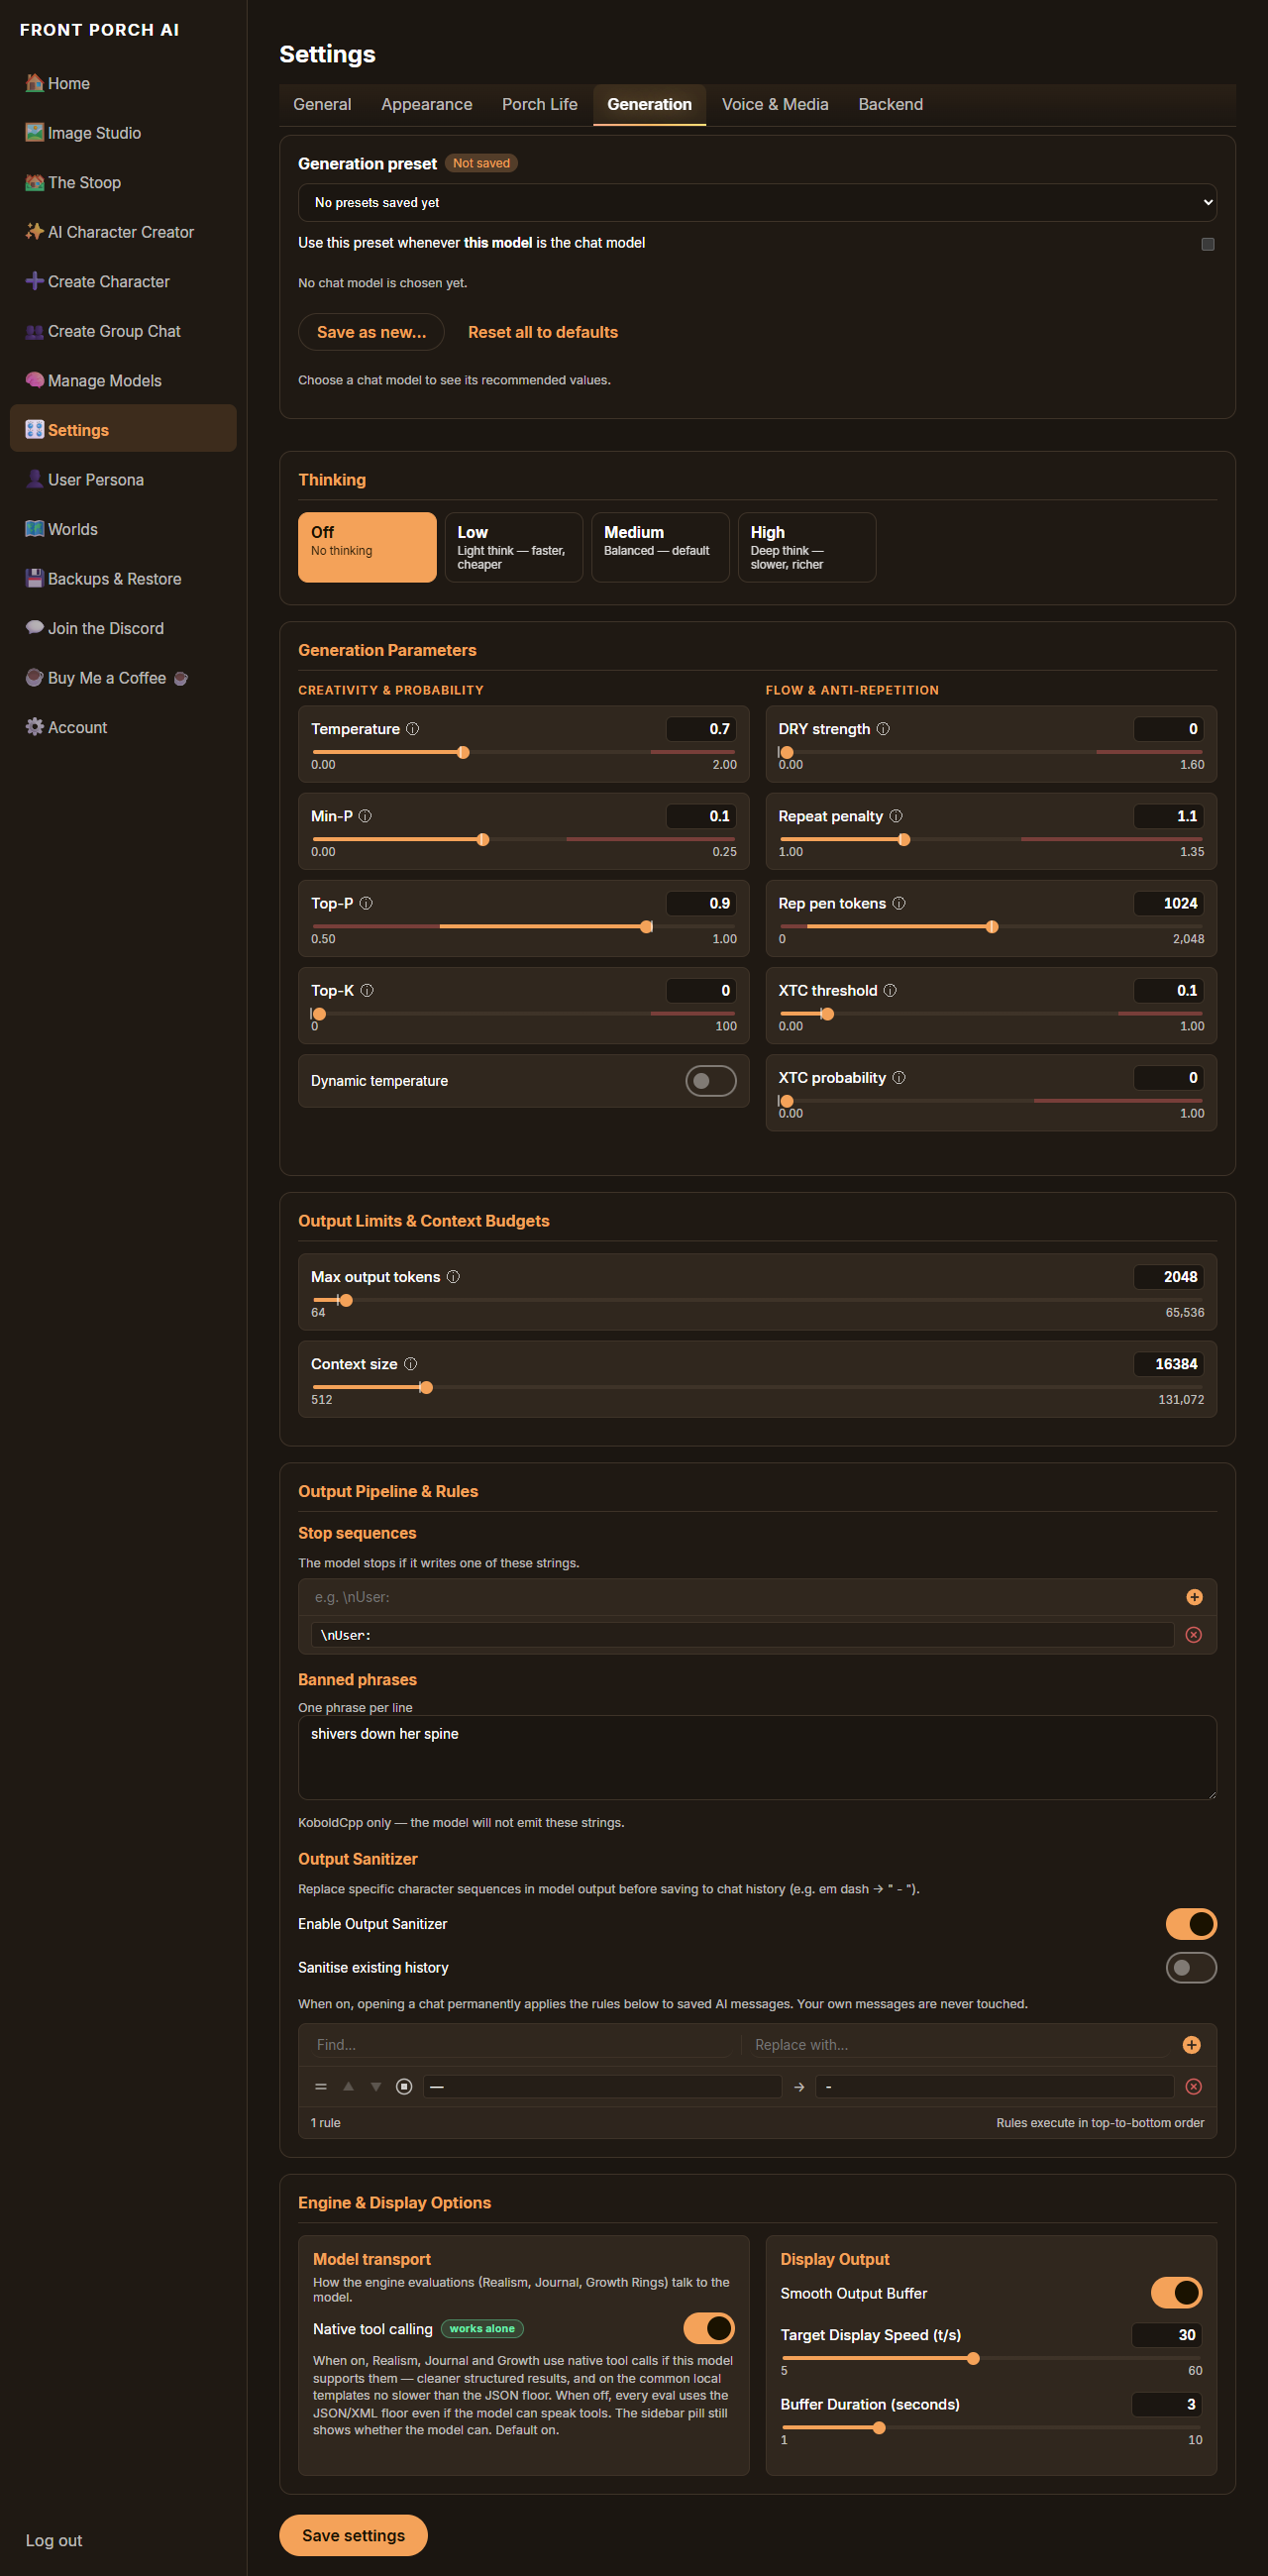 FRONT PORCH AI
Home
Image Studio
The Stoop
AI Character Creator
Create Character
Create Group Chat
Manage Models
Settings
User Persona
Worlds
Backups & Restore
Join the Discord
Buy Me a Coffee
Account
Log out
Settings
General
Appearance
Porch Life
Generation
Voice & Media
Backend
Generation preset Not saved
No presets saved yet
Use this preset whenever this model is the chat model
No chat model is chosen yet.
Save as new...
Reset all to defaults
Choose a chat model to see its recommended values.
Thinking
Off
No thinking
Low
Light think — faster,
cheaper
Medium
Balanced — default
High
Deep think —
slower, richer
Generation Parameters
CREATIVITY & PROBABILITY
Temperature ⓘ 0.7
0.00 2.00
Min-P ⓘ 0.1
0.00 0.25
Top-P ⓘ 0.9
0.50 1.00
Top-K ⓘ 0
0 100
Dynamic temperature
FLOW & ANTI-REPETITION
DRY strength ⓘ 0
0.00 1.60
Repeat penalty ⓘ 1.1
1.00 1.35
Rep pen tokens ⓘ 1024
0 2,048
XTC threshold ⓘ 0.1
0.00 1.00
XTC probability ⓘ 0
0.00 1.00
Output Limits & Context Budgets
Max output tokens ⓘ 2048
64 65,536
Context size ⓘ 16384
512 131,072
Output Pipeline & Rules
Stop sequences
The model stops if it writes one of these strings.
e.g. \nUser:
\nUser:
Banned phrases
One phrase per line
shivers down her spine
KoboldCpp only — the model will not emit these strings.
Output Sanitizer
Replace specific character sequences in model output before saving to chat history (e.g. em dash → " - ").
Enable Output Sanitizer
Sanitise existing history
When on, opening a chat permanently applies the rules below to saved AI messages. Your own messages are never touched.
Find... Replace with...
— → -
1 rule Rules execute in top-to-bottom order
Engine & Display Options
Model transport
How the engine evaluations (Realism, Journal, Growth Rings) talk to the
model.
Native tool calling works alone
When on, Realism, Journal and Growth use native tool calls if this model
supports them — cleaner structured results, and on the common local
templates no slower than the JSON floor. When off, every eval uses the
JSON/XML floor even if the model can speak tools. The sidebar pill still
shows whether the model can. Default on.
Display Output
Smooth Output Buffer
Target Display Speed (t/s) 30
5 60
Buffer Duration (seconds) 3
1 10
Save settings